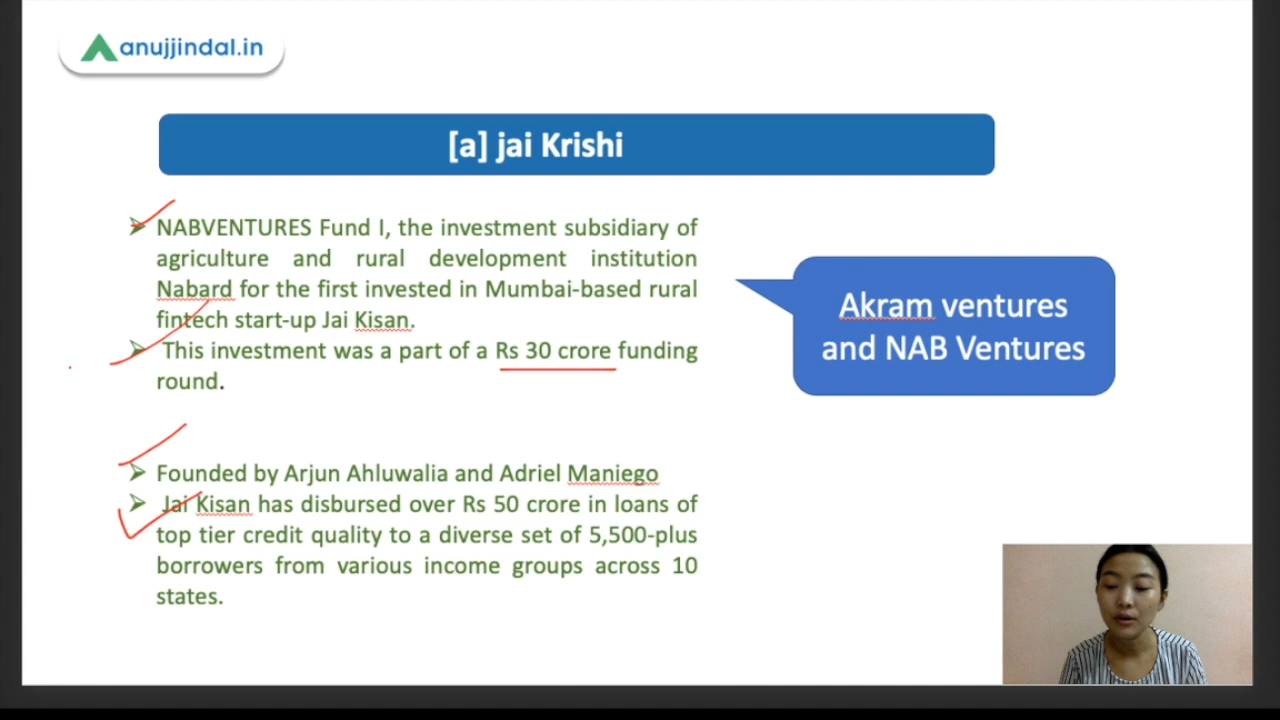 anujjindal.in
[a] jai Krishi
NABVENTURES Fund I, the investment subsidiary of
agriculture and rural development institution
Nabard for the first invested in Mumbai-based rural
fintech start-up Jai Kisan.
This investment was a part of a Rs 30 crore funding
round.
Akram ventures
and NAB Ventures
Founded by Arjun Ahluwalia and Adriel Maniego
Jai Kisan has disbursed over Rs 50 crore in loans of
top tier credit quality to a diverse set of 5,500-plus
borrowers from various income groups across 10
states.